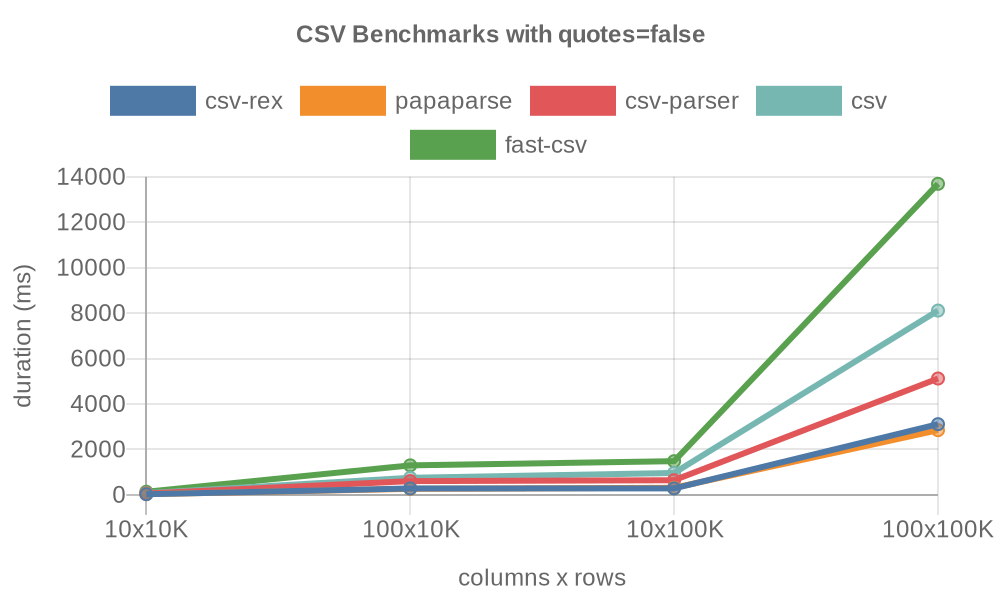 CSV Benchmarks with quotes=false
csv-rex papaparse csv-parser csv
fast-csv
14000
12000
10000
8000
6000
4000
2000
0
duration (ms)
10x10K 100x10K 10x100K 100x100K
columns x rows